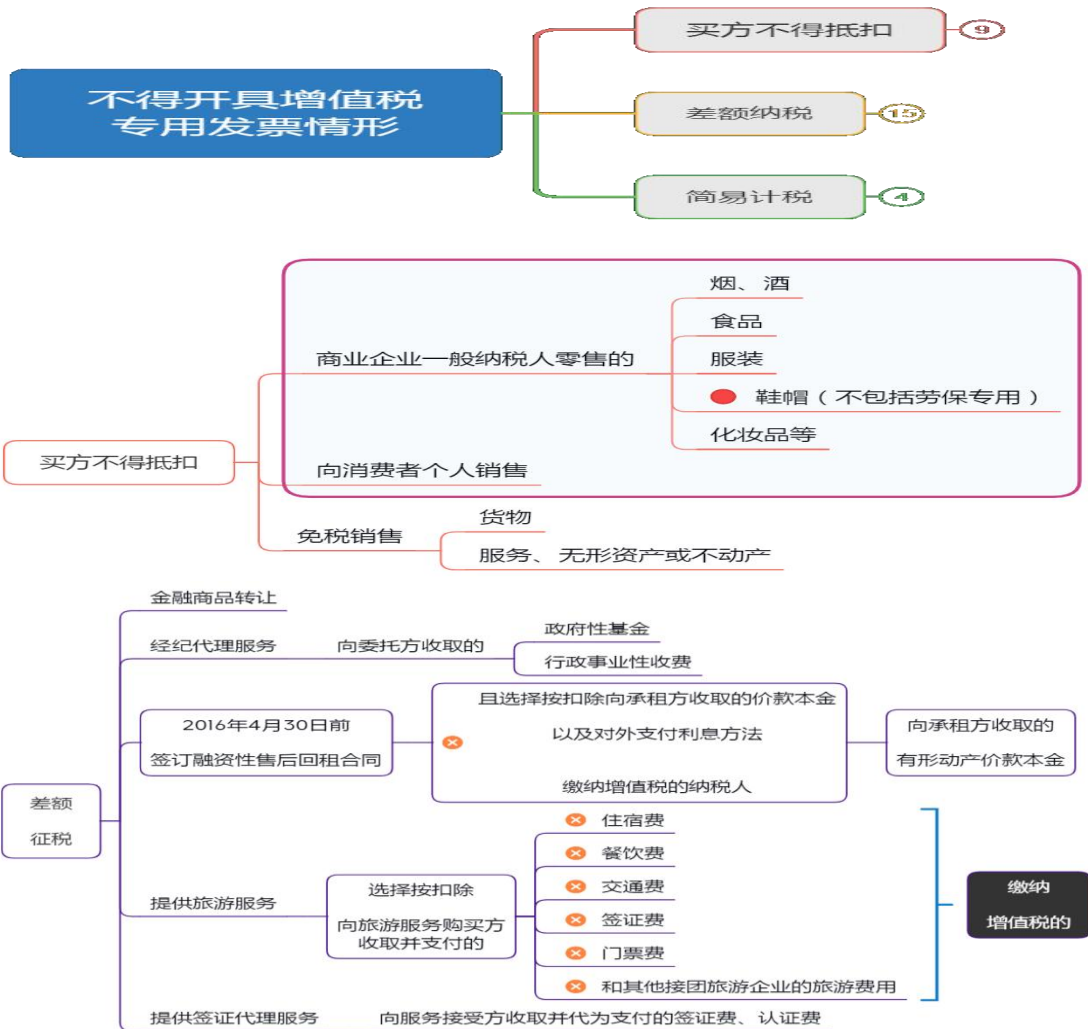 不得开具增值税
专用发票情形
买方不得抵扣
9
差额纳税
15
简易计税
4
买方不得抵扣
商业企业一般纳税人零售的
烟、酒
食品
服装
鞋帽（不包括劳保专用）
化妆品等
向消费者个人销售
免税销售
货物
服务、无形资产或不动产
差额
征税
金融商品转让
经纪代理服务
向委托方收取的
政府性基金
行政事业性收费
2016年4月30日前
签订融资性售后回租合同
且选择按扣除向承租方收取的价款本金
以及对外支付利息方法
缴纳增值税的纳税人
向承租方收取的
有形动产价款本金
提供旅游服务
选择按扣除
向旅游服务购买方
收取并支付的
住宿费
餐饮费
交通费
签证费
门票费
和其他接团旅游企业的旅游费用
缴纳
增值税的
提供签证代理服务
向服务接受方收取并代为支付的签证费、认证费